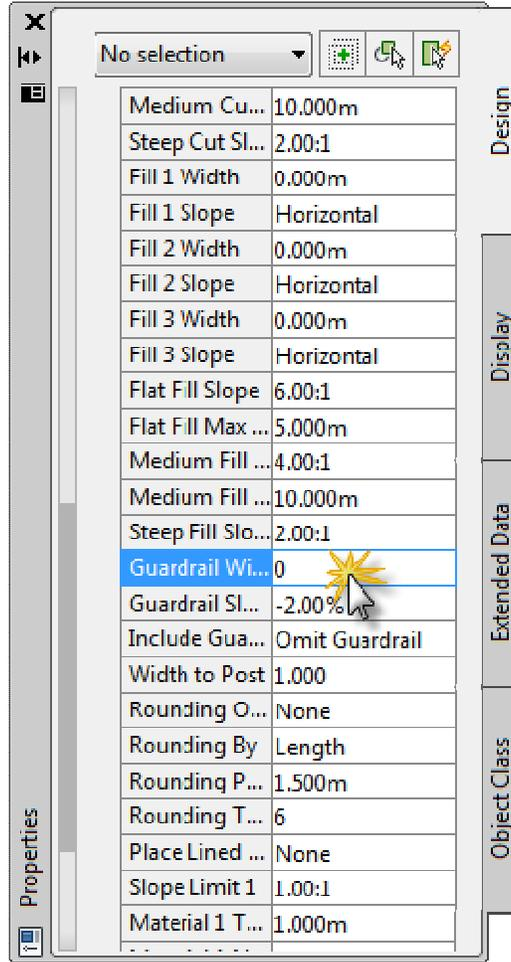 No selection
Medium Cu... 10.000m
Steep Cut Sl... 2.00:1
Fill 1 Width 0.000m
Fill 1 Slope Horizontal
Fill 2 Width 0.000m
Fill 2 Slope Horizontal
Fill 3 Width 0.000m
Fill 3 Slope Horizontal
Flat Fill Slope 6.00:1
Flat Fill Max ... 5.000m
Medium Fill ... 4.00:1
Medium Fill ... 10.000m
Steep Fill Slo... 2.00:1
Guardrail Wi... 0
Guardrail Sl... -2.00%
Include Gua... Omit Guardrail
Width to Post 1.000
Rounding O... None
Rounding By Length
Rounding P... 1.500m
Rounding T... 6
Place Lined ... None
Slope Limit 1 1.00:1
Material 1 T... 1.000m
Design
Display
Extended Data
Object Class
Properties